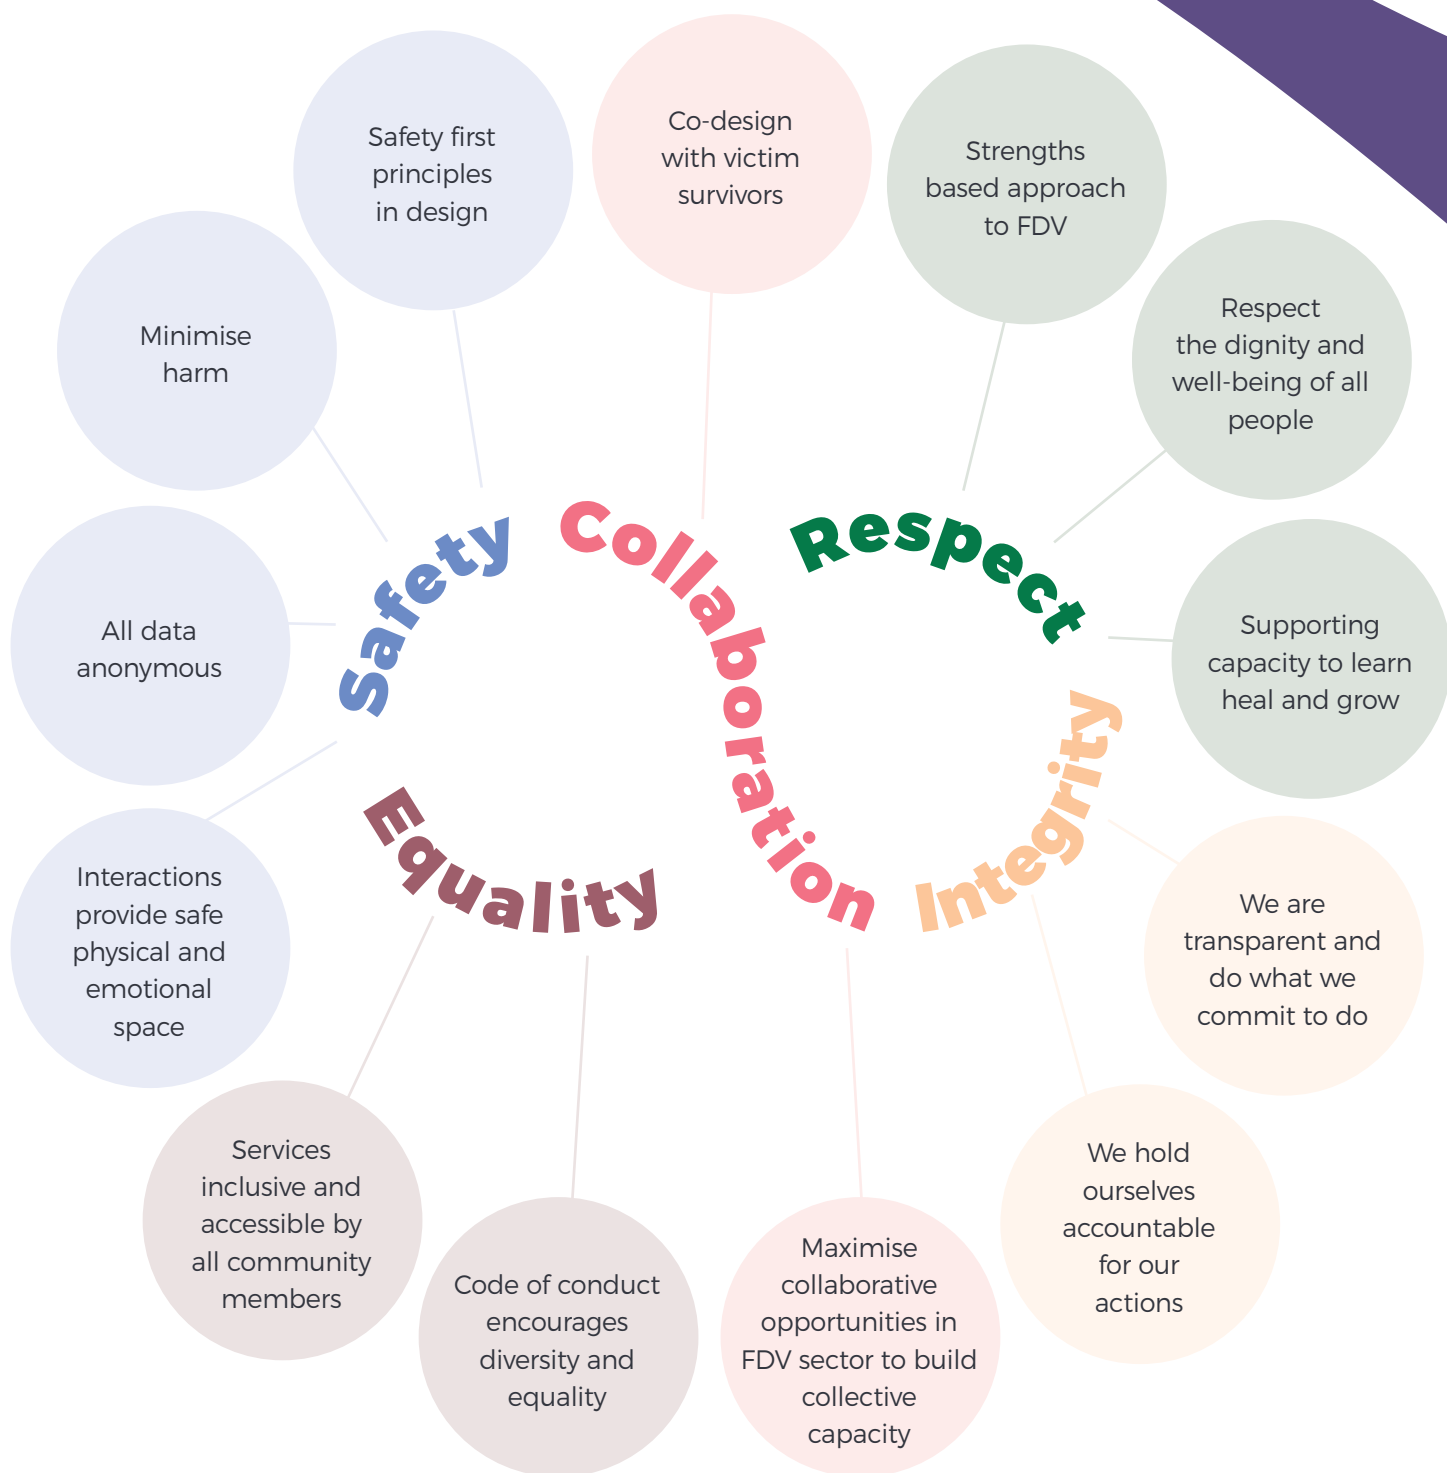 Safety first
principles
in design
Co-design
with victim
survivors
Strengths
based approach
to FDV
Minimise
harm
Respect
the dignity and
well-being of all
people
All data
anonymous
Supporting
capacity to learn
heal and grow
Safety
Collaboration
Respect
Equality
Integrity
Interactions
provide safe
physical and
emotional
space
We are
transparent and
do what we
commit to do
Services
inclusive and
accessible by
all community
members
Code of conduct
encourages
diversity and
equality
Maximise
collaborative
opportunities in
FDV sector to build
collective
capacity
We hold
ourselves
accountable
for our
actions